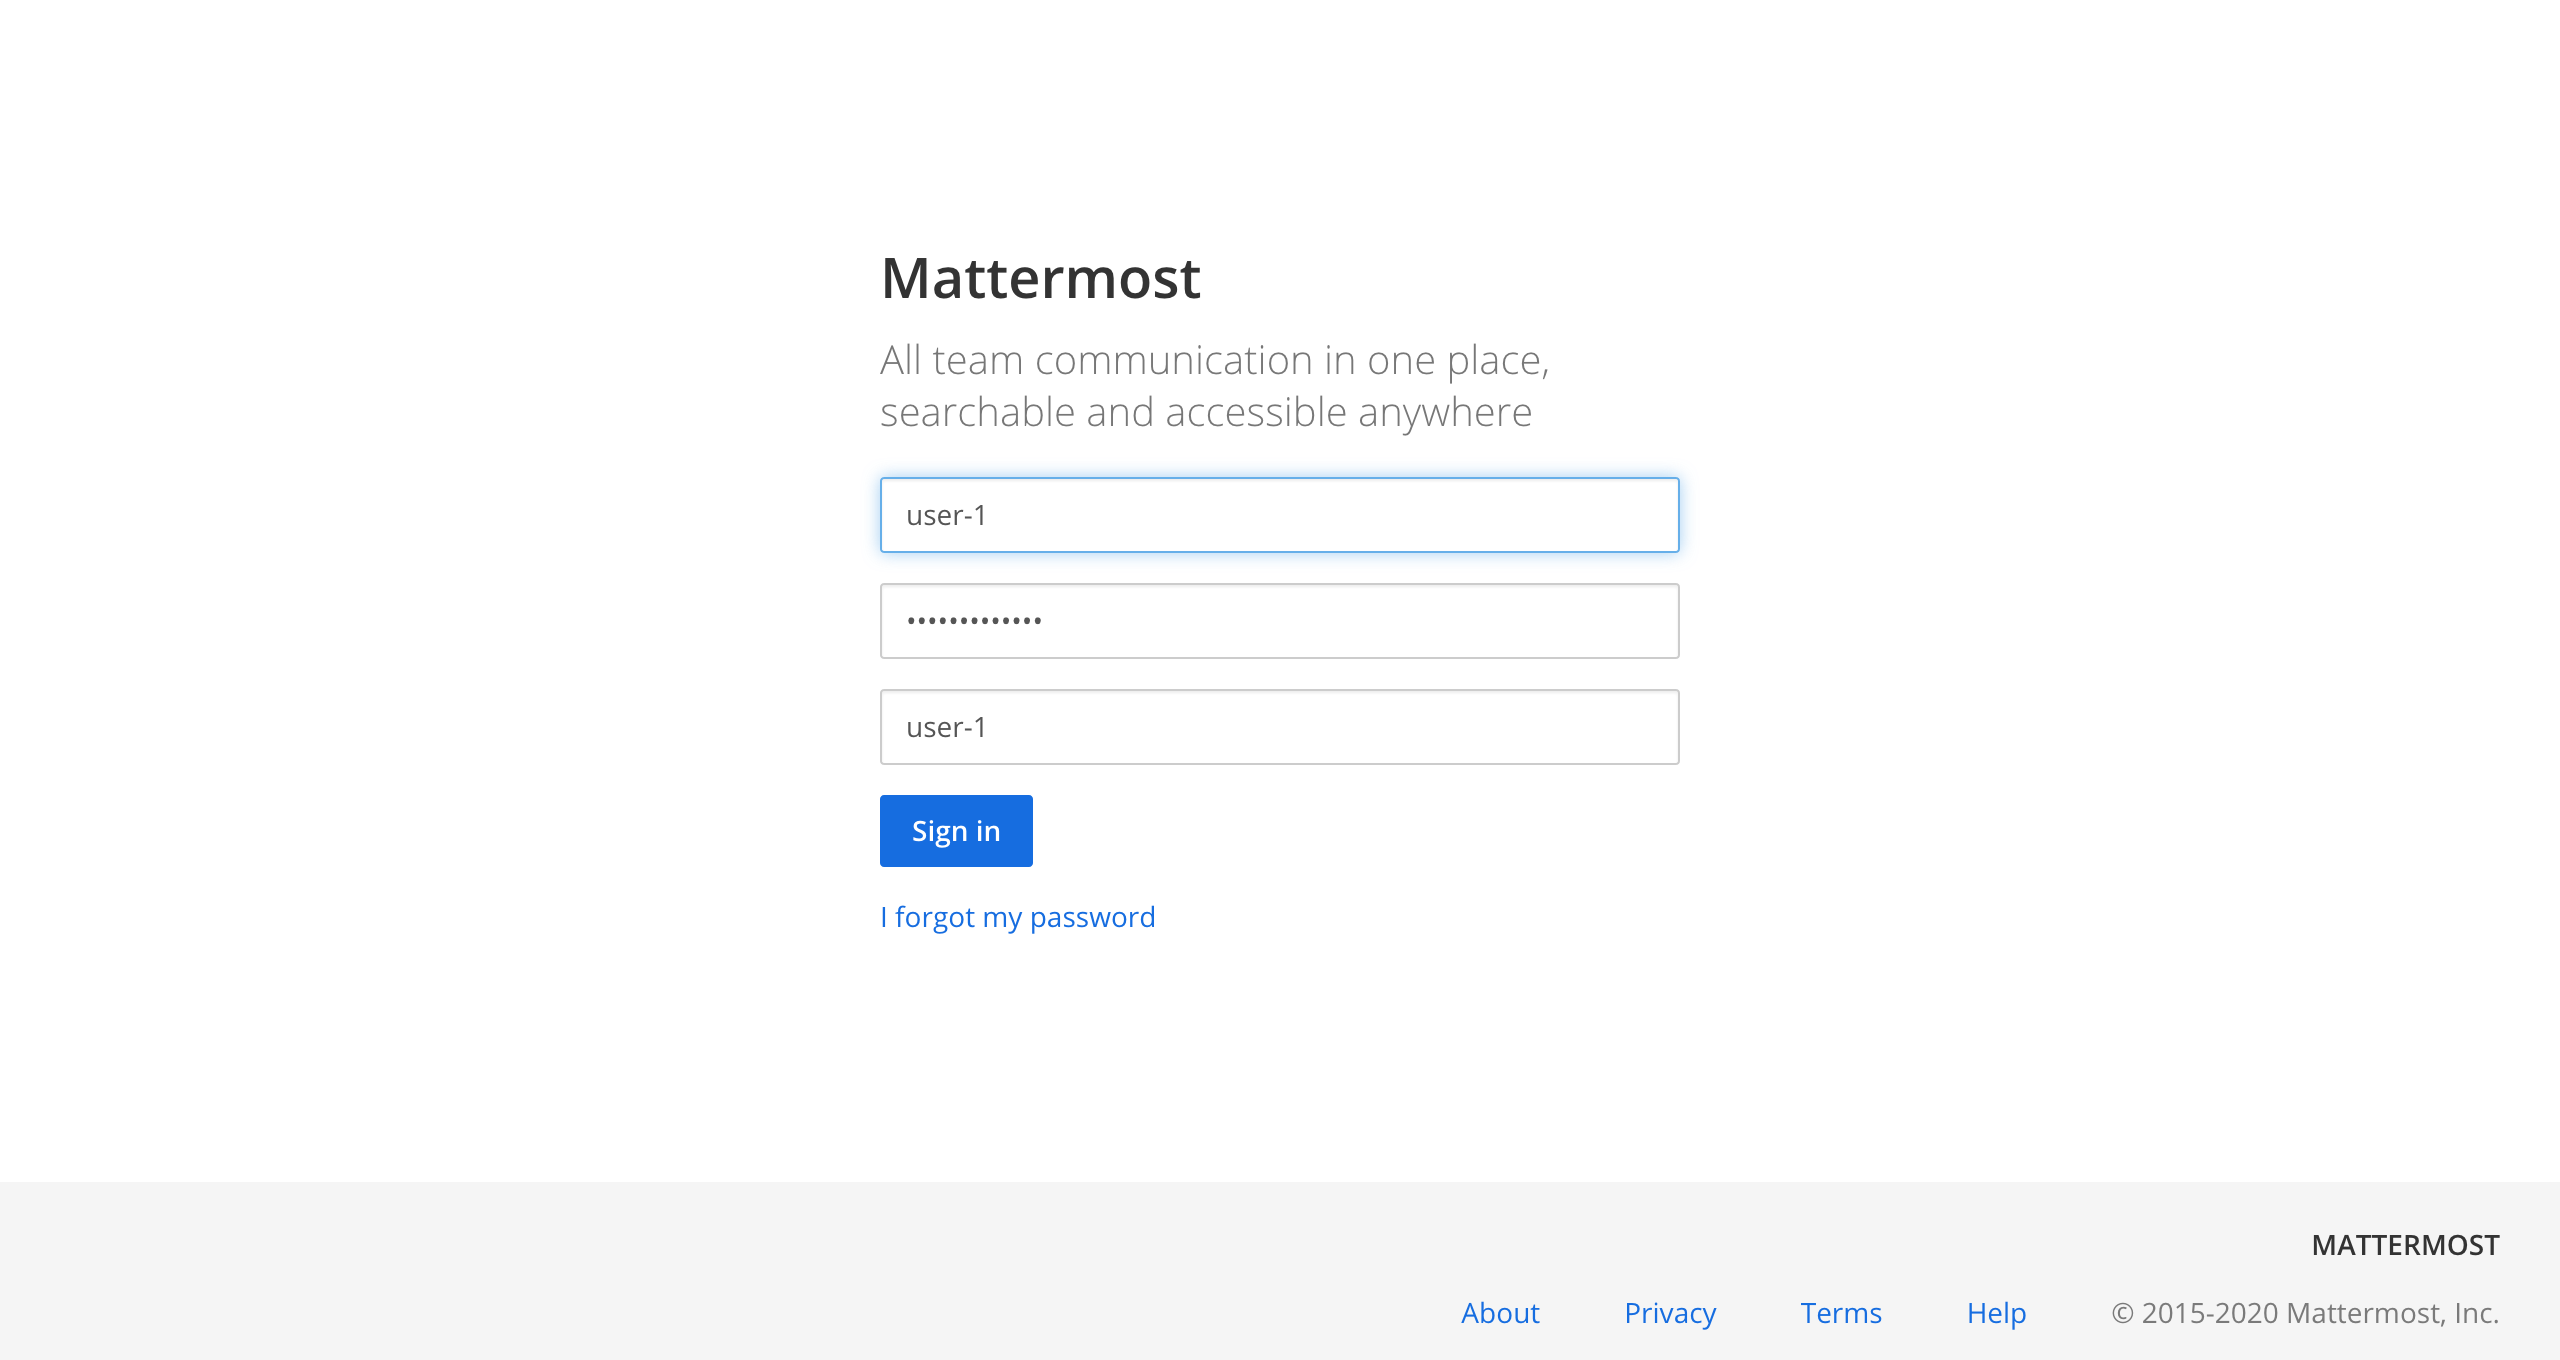 Mattermost
All team communication in one place,
searchable and accessible anywhere
user-1
•••••••••••••
user-1
Sign in
I forgot my password
MATTERMOST
About Privacy Terms Help © 2015-2020 Mattermost, Inc.